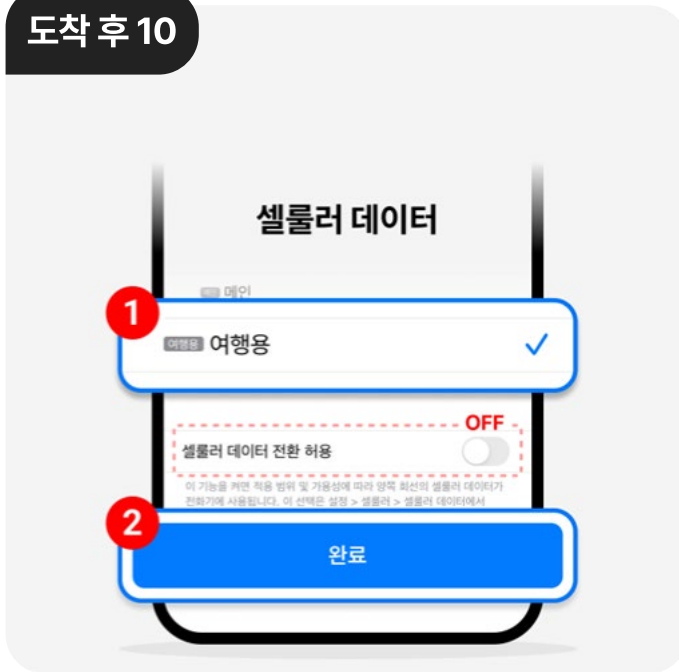 도착 후 10
셀룰러 데이터
메인 메인
1
여행용 여행용
OFF
셀룰러 데이터 전환 허용
이 기능을 켜면 적용 범위 및 가용성에 따라 양쪽 회선의 셀룰러 데이터가
전화기에 사용됩니다. 이 선택은 설정 > 셀룰러 > 셀룰러 데이터에서
2
완료